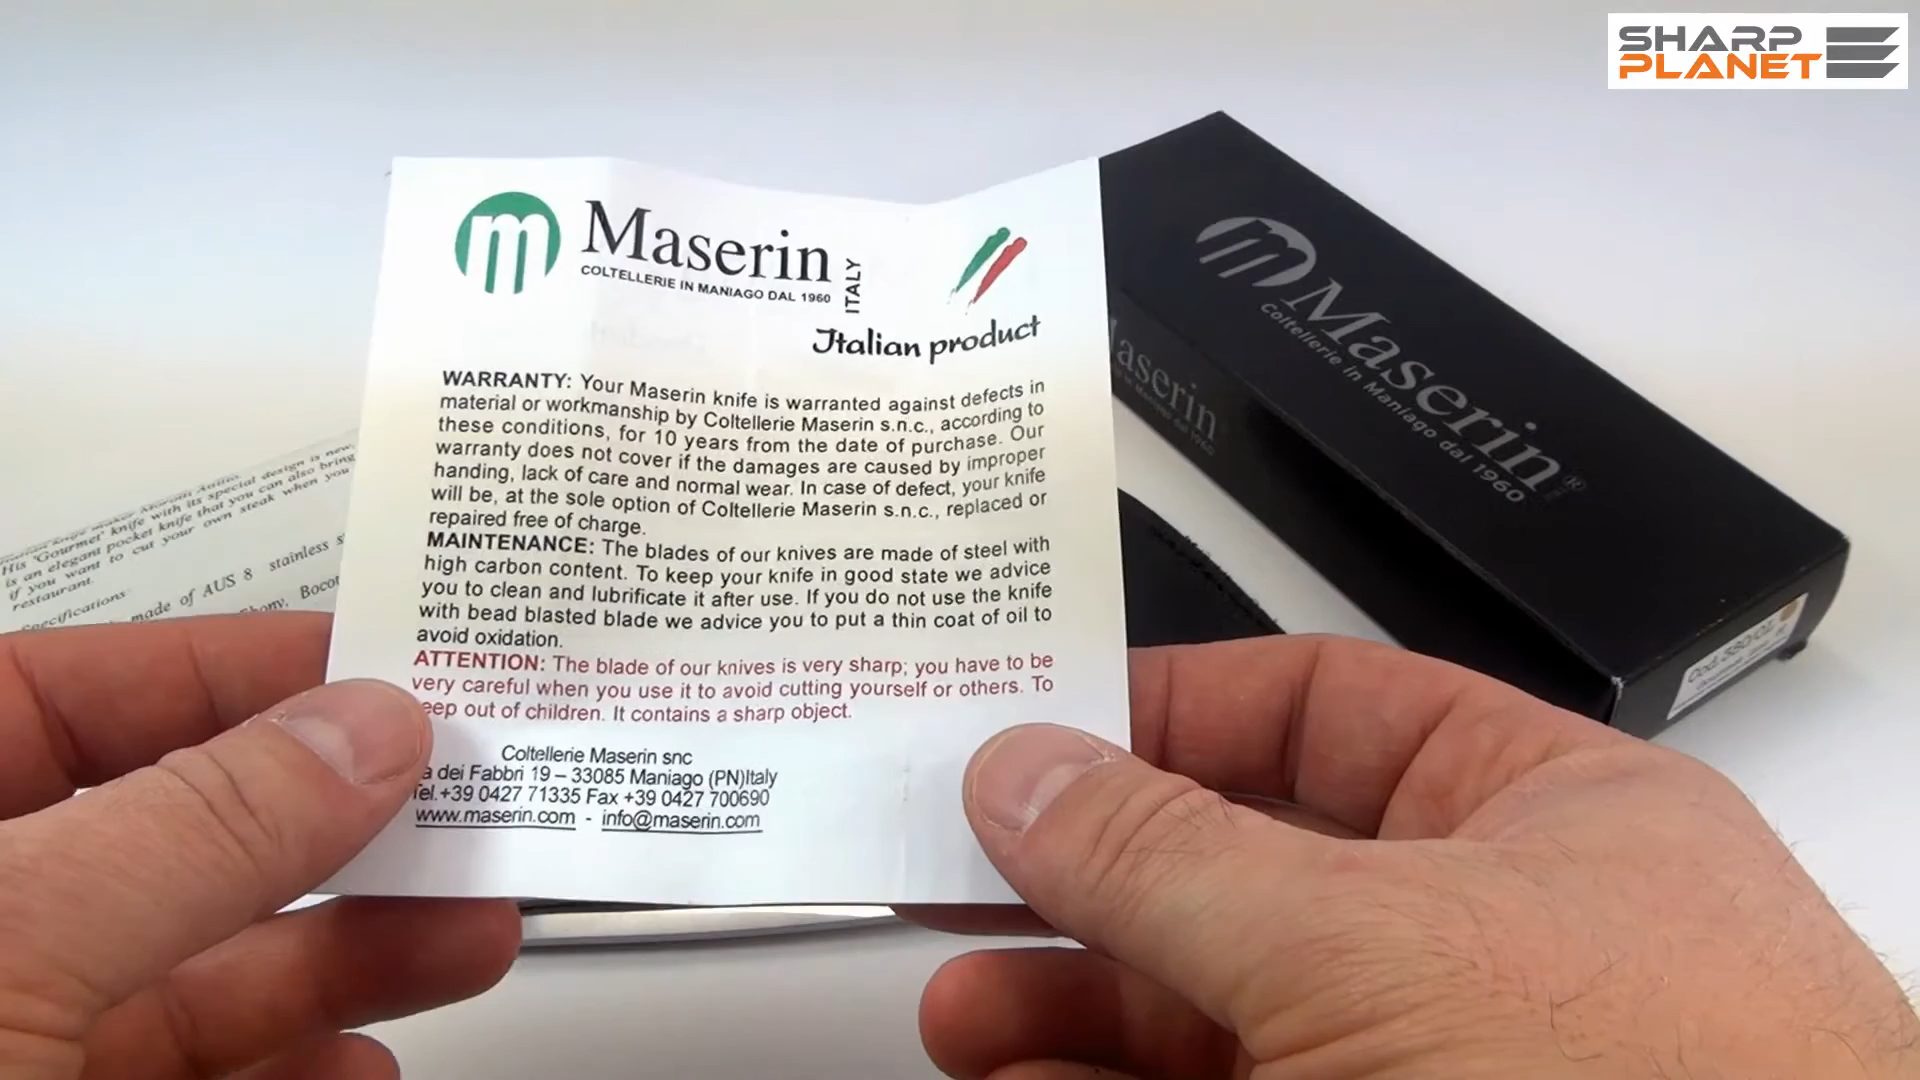 SHARP
PLANET
Maserin
COLTELLERIE IN MANIAGO DAL 1960
ITALY
Italian product
WARRANTY: Your Maserin knife is warranted against defects in
material or workmanship by Coltellerie Maserin s.n.c., according to
these conditions, for 10 years from the date of purchase. Our
warranty does not cover if the damages are caused by improper
handing, lack of care and normal wear. In case of defect, your knife
will be, at the sole option of Coltellerie Maserin s.n.c., replaced or
repaired free of charge.
MAINTENANCE: The blades of our knives are made of steel with
high carbon content. To keep your knife in good state we advice
you to clean and lubrificate it after use. If you do not use the knife
with bead blasted blade we advice you to put a thin coat of oil to
avoid oxidation.
ATTENTION: The blade of our knives is very sharp; you have to be
very careful when you use it to avoid cutting yourself or others. To
eep out of children. It contains a sharp object.
Coltellerie Maserin snc
a dei Fabbri 19 – 33085 Maniago (PN)Italy
Tel.+39 0427 71335 Fax +39 0427 700690
www.maserin.com - info@maserin.com
Maserin®
Coltellerie in Maniago dal 1960
aserin
knife maker
His 'Gourmet' knife with its special design is new,
is an elegant pocket knife that you can also bring
if you want to cut your own steak when you
restaurant.
ecifications
made of AUS 8 stainless s
bony, Boco